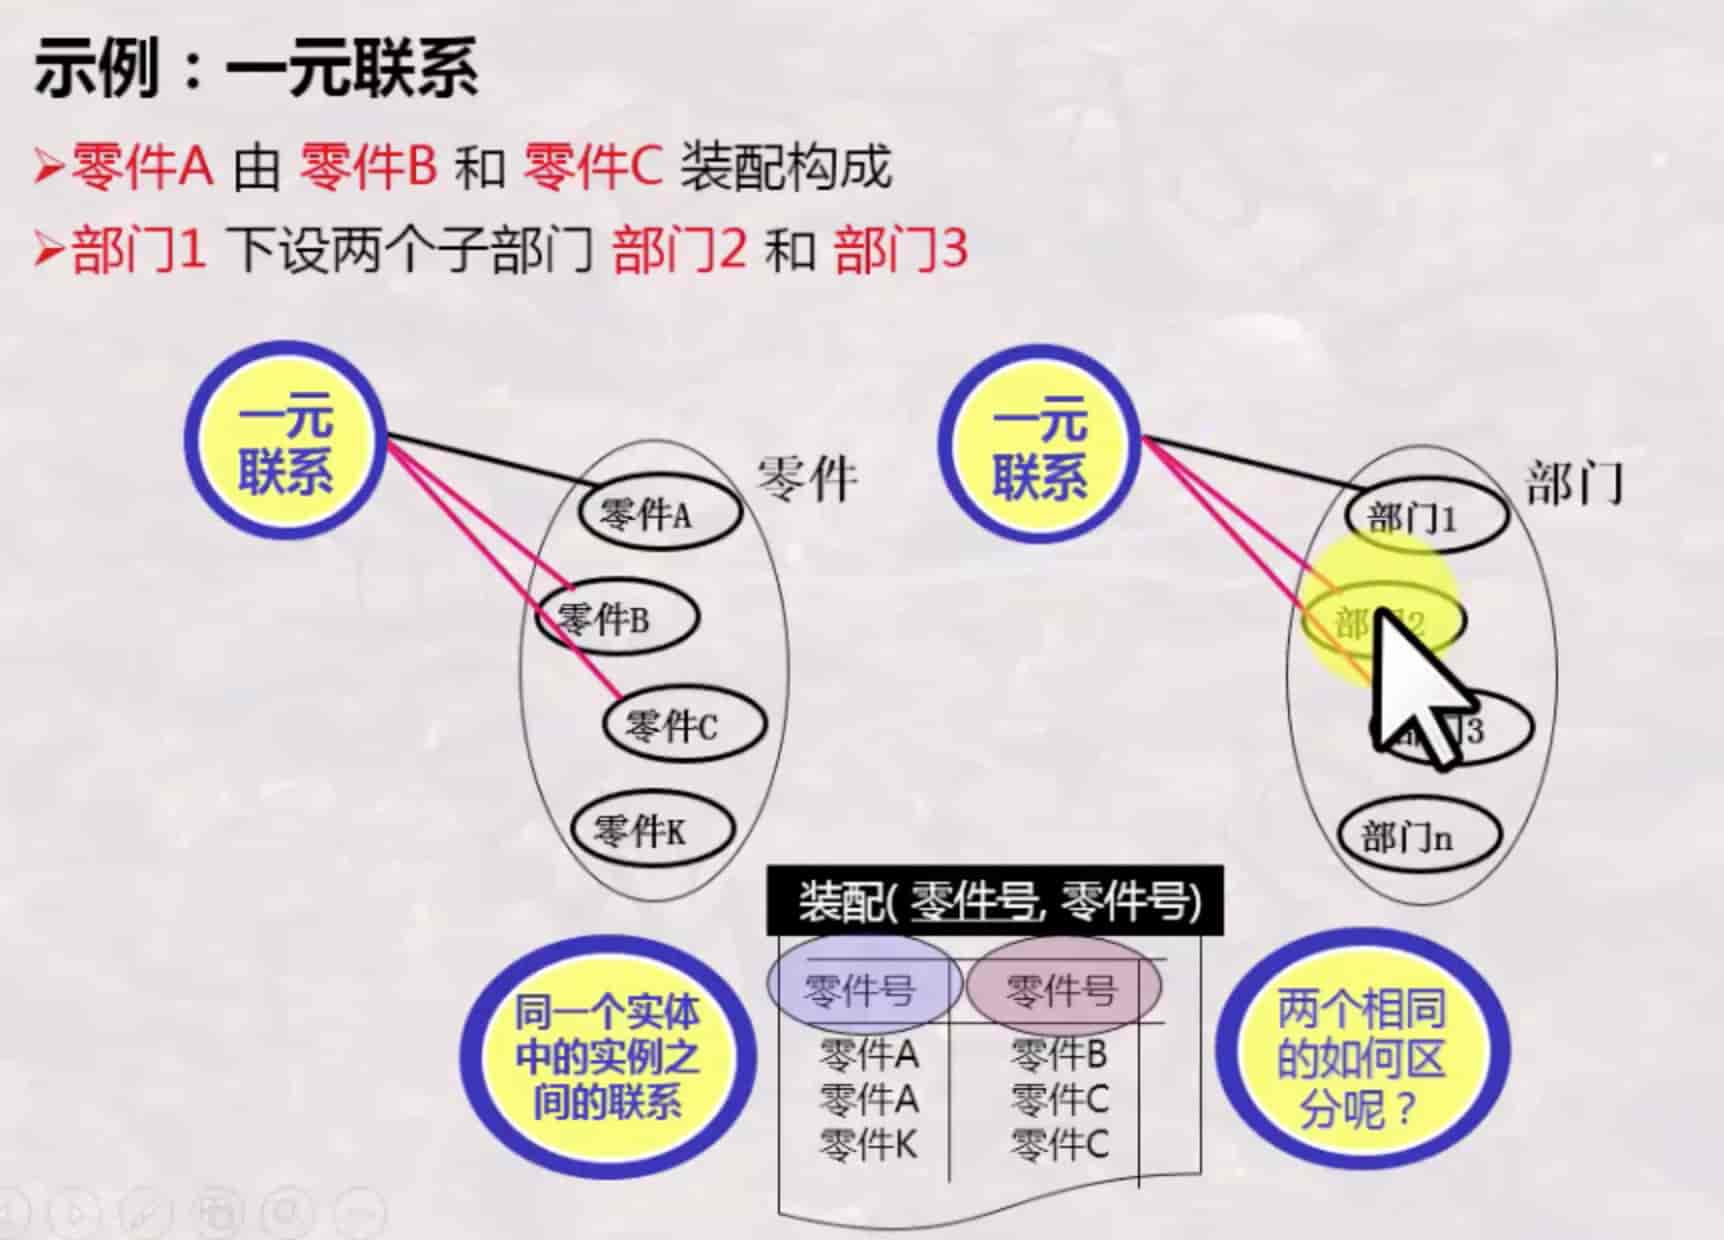 示例：一元联系
➢零件A 由 零件B 和 零件C 装配构成
➢部门1 下设两个子部门 部门2 和 部门3
一元
联系
零件
零件A
零件B
零件C
零件K
一元
联系
部门
部门1
部门2
部门3
部门n
装配( 零件号, 零件号)
零件号 零件号
零件A 零件B
零件A 零件C
零件K 零件C
同一个实体
中的实例之
间的联系
两个相同
的如何区
分呢？